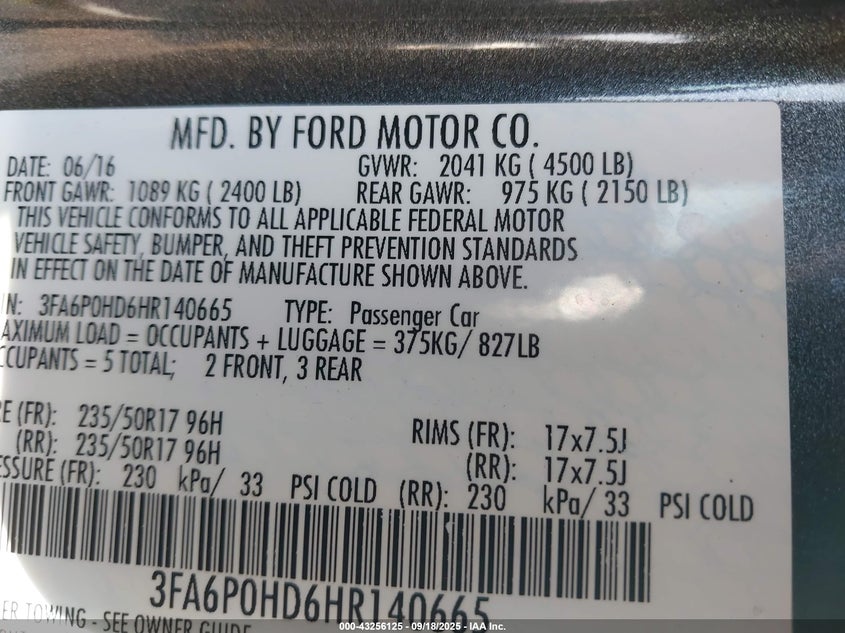 MFD. BY FORD MOTOR CO.
DATE: 06/16 GVWR: 2041 KG ( 4500 LB)
FRONT GAWR: 1089 KG ( 2400 LB) REAR GAWR: 975 KG ( 2150 LB)
THIS VEHICLE CONFORMS TO ALL APPLICABLE FEDERAL MOTOR
VEHICLE SAFETY, BUMPER, AND THEFT PREVENTION STANDARDS
IN EFFECT ON THE DATE OF MANUFACTURE SHOWN ABOVE.
IN: 3FA6P0HD6HR140665 TYPE: Passenger Car
AXIMUM LOAD = OCCUPANTS + LUGGAGE = 375KG/ 827LB
CCUPANTS = 5 TOTAL; 2 FRONT, 3 REAR
RE (FR): 235/50R17 96H RIMS (FR): 17x7.5J
(RR): 235/50R17 96H (RR): 17x7.5J
ESSURE (FR): 230 kPa/ 33 PSI COLD (RR): 230 kPa/ 33 PSI COLD
3FA6P0HD6HR140665
ER TOWING - SEE OWNER GUIDE
000-43256125 - 09/18/2025 - IAA Inc.